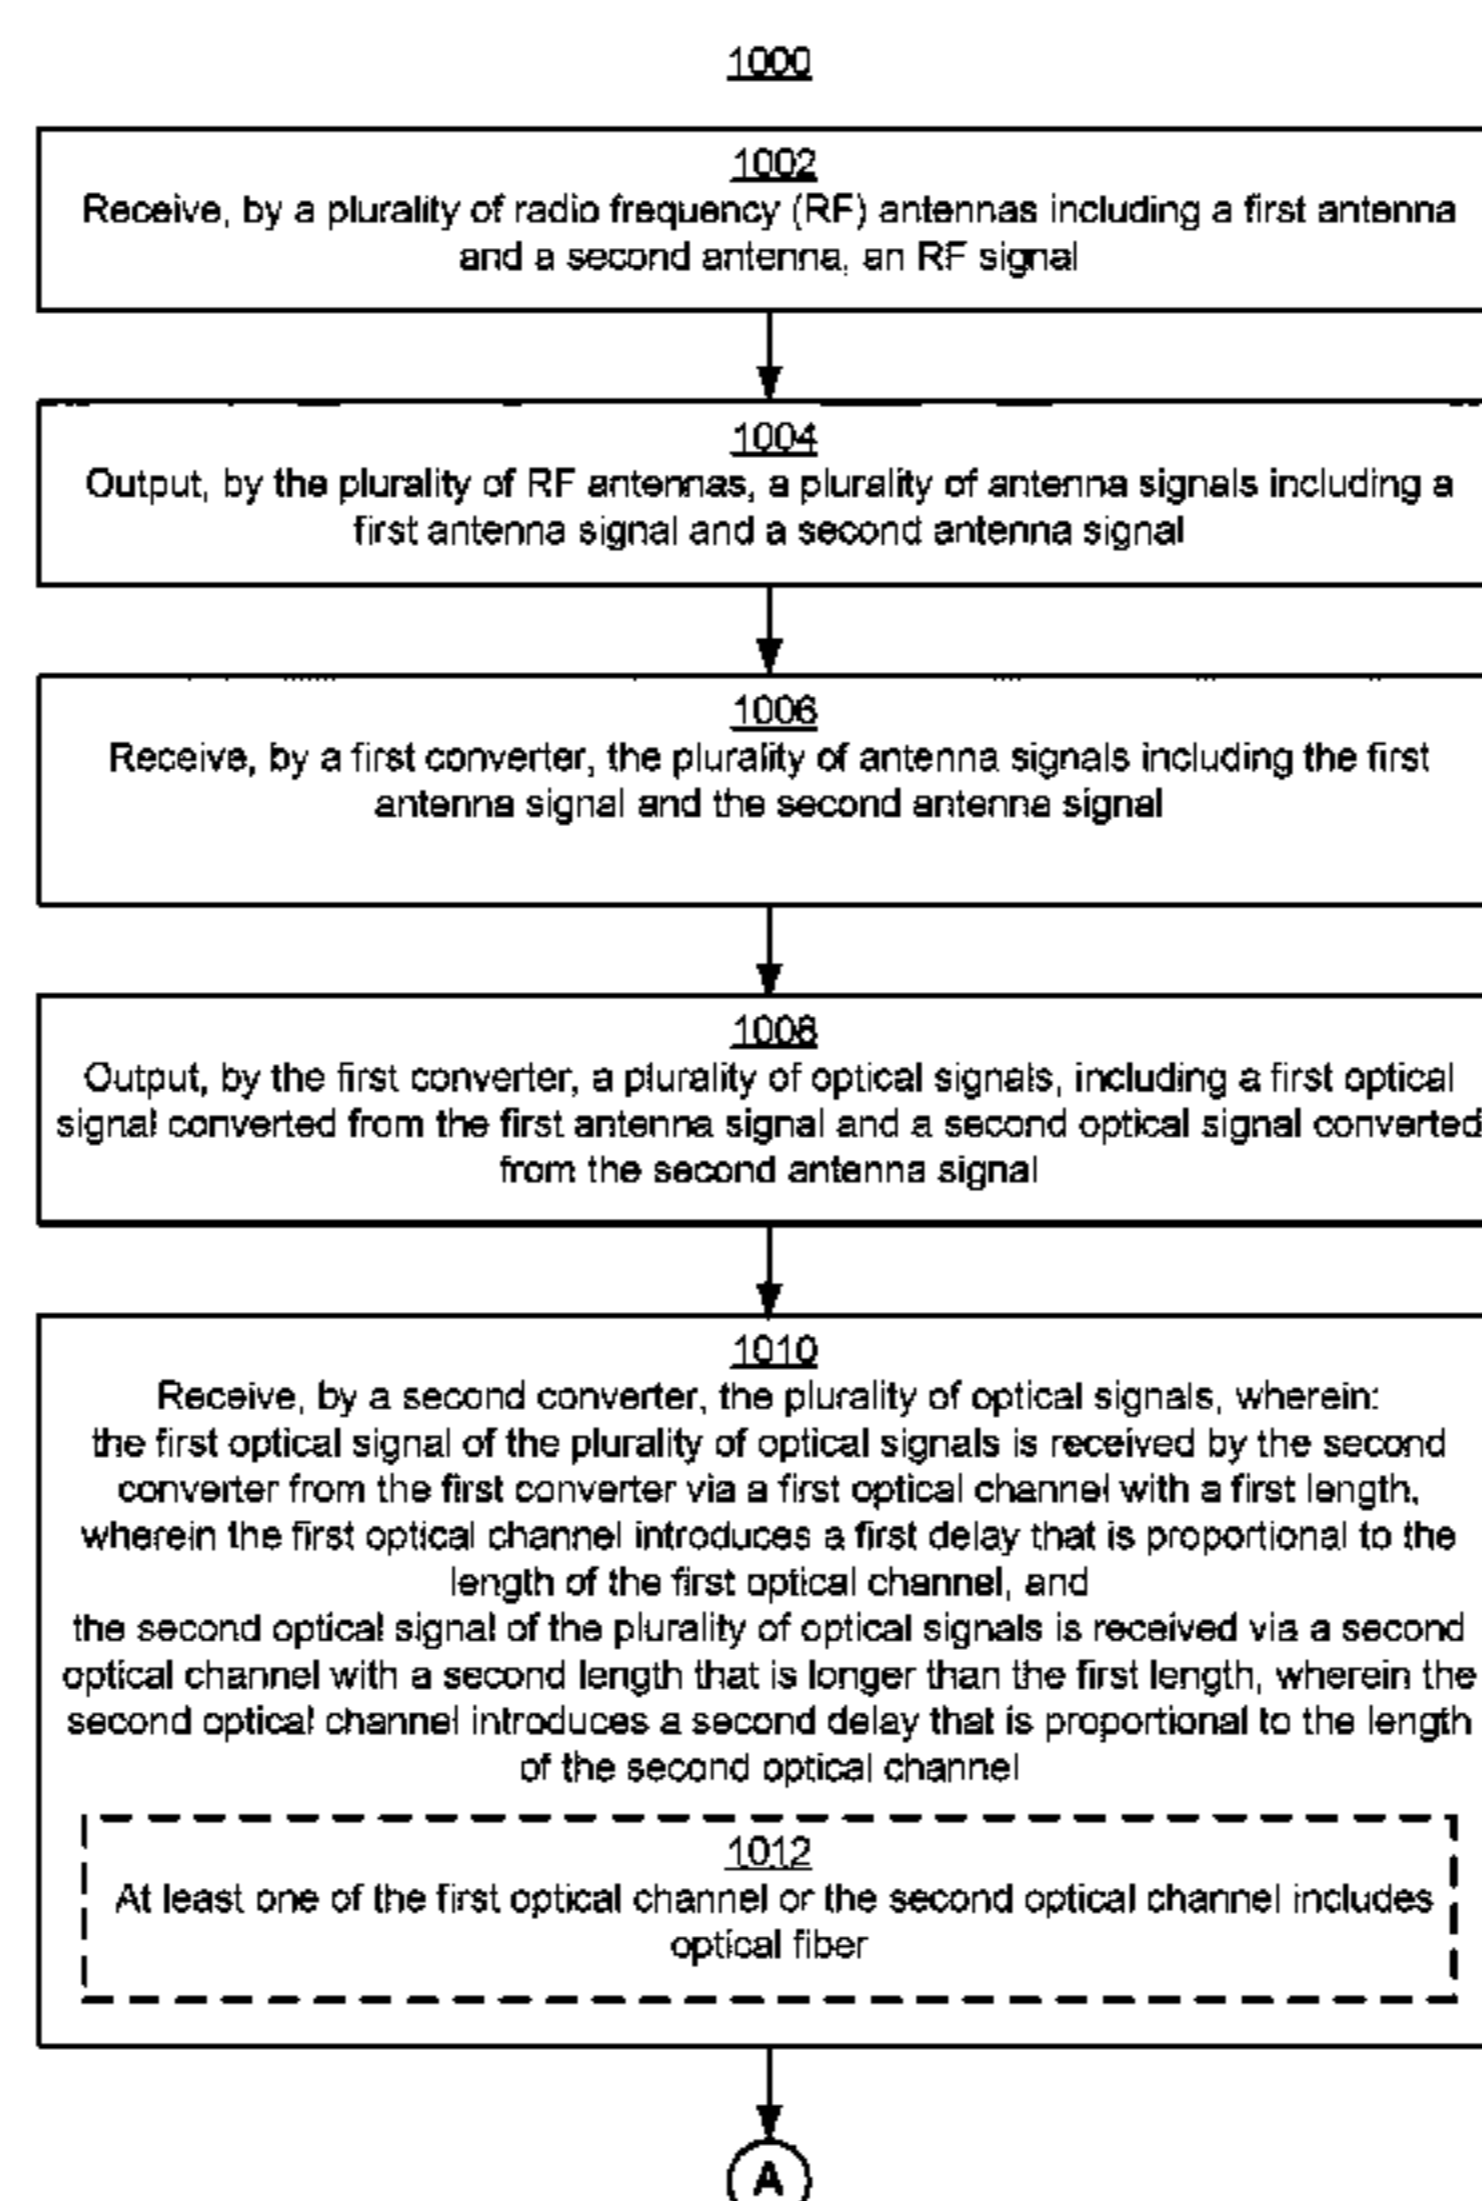 1000
1002
Receive, by a plurality of radio frequency (RF) antennas including a first antenna
and a second antenna, an RF signal
1004
Output, by the plurality of RF antennas, a plurality of antenna signals including a
first antenna signal and a second antenna signal
1006
Receive, by a first converter, the plurality of antenna signals including the first
antenna signal and the second antenna signal
1008
Output, by the first converter, a plurality of optical signals, including a first optical
signal converted from the first antenna signal and a second optical signal converted
from the second antenna signal
1010
Receive, by a second converter, the plurality of optical signals, wherein:
the first optical signal of the plurality of optical signals is received by the second
converter from the first converter via a first optical channel with a first length,
wherein the first optical channel introduces a first delay that is proportional to the
length of the first optical channel, and
the second optical signal of the plurality of optical signals is received via a second
optical channel with a second length that is longer than the first length, wherein the
second optical channel introduces a second delay that is proportional to the length
of the second optical channel
1012
At least one of the first optical channel or the second optical channel includes
optical fiber
A